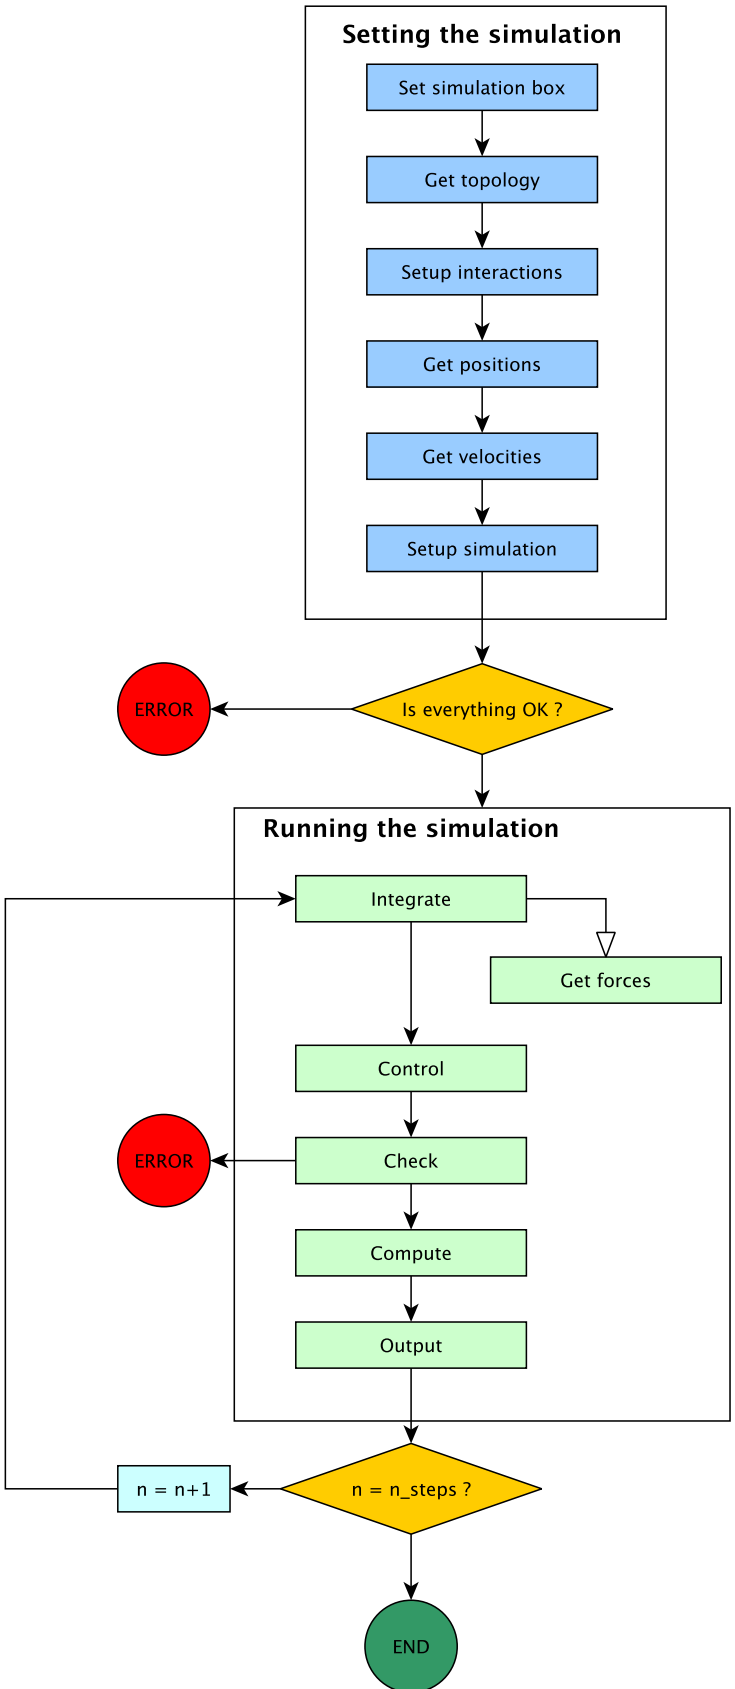 Setting the simulation
Set simulation box
Get topology
Setup interactions
Get positions
Get velocities
Setup simulation
ERROR
Is everything OK ?
Running the simulation
Integrate
Get forces
Control
ERROR
Check
Compute
Output
n = n+1
n = n_steps ?
END